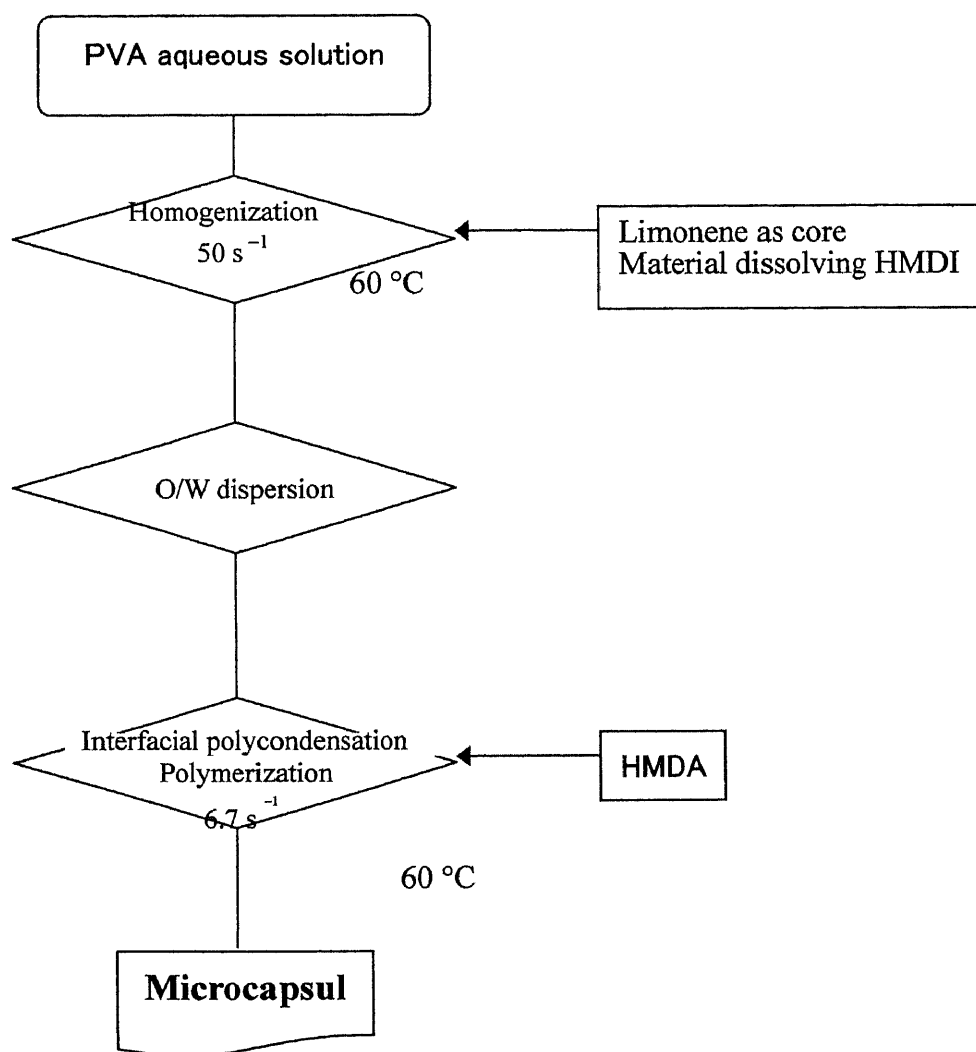 PVA aqueous solution
Homogenization
50 s⁻¹
60 °C
Limonene as core
Material dissolving HMDI
O/W dispersion
Interfacial polycondensation
Polymerization
6.7 s⁻¹
HMDA
60 °C
Microcapsul